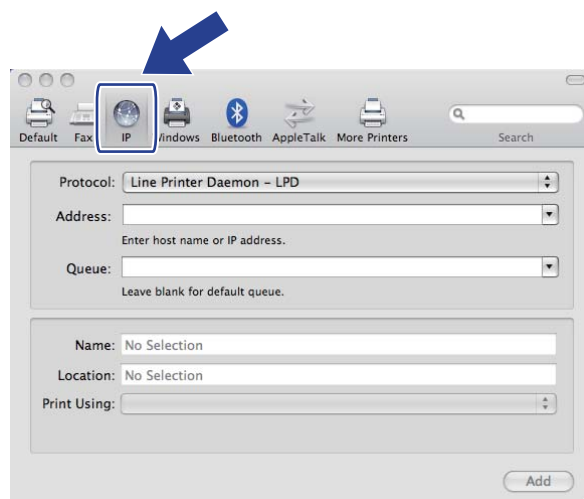 Default Fax IP Windows Bluetooth AppleTalk More Printers Search
Protocol: Line Printer Daemon – LPD
Address:
Enter host name or IP address.
Queue:
Leave blank for default queue.
Name: No Selection
Location: No Selection
Print Using:
Add